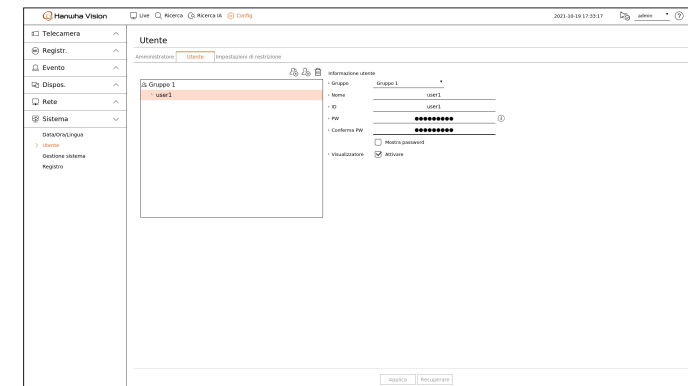 Hanwha Vision
Live Ricerca Ricerca IA Config
2021-10-19 17:33:17
admin
Telecamera
Registr.
Evento
Dispos.
Rete
Sistema
Data/Ora/Lingua
Utente
Gestione sistema
Registro
Utente
Amministratore Utente Impostazioni di restrizione
Gruppo 1
user1
Informazione utente
Gruppo Gruppo 1
Nome user1
ID user1
PW ●●●●●●●●●
Conferma PW ●●●●●●●●●
Mostra password
Visualizzatore Attivare
Applica Recuperare